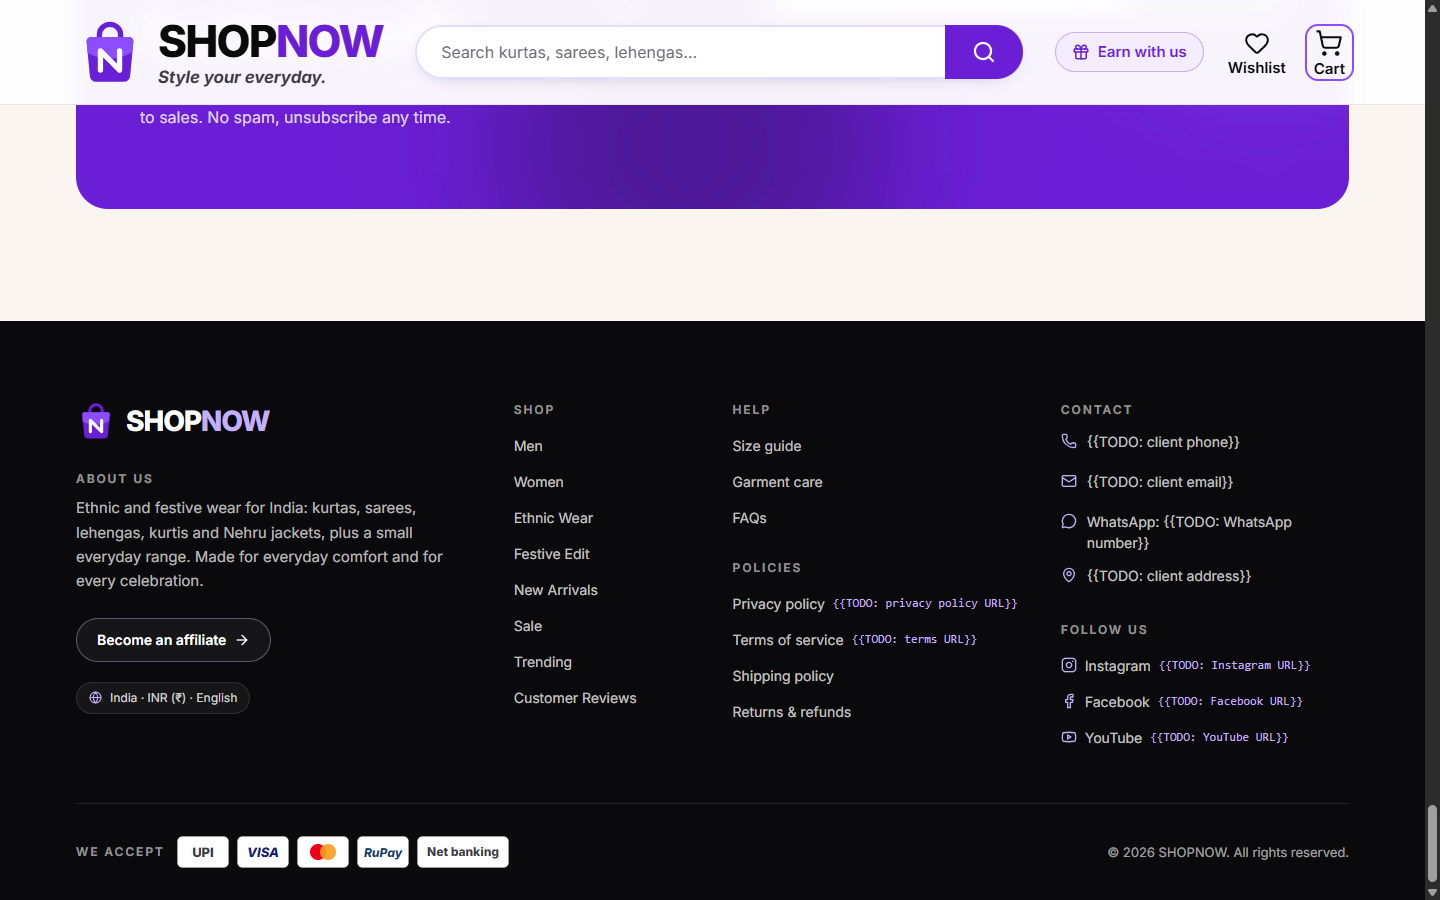 SHOPNOW
Style your everyday.
Search kurtas, sarees, lehengas...
Earn with us
Wishlist
Cart
to sales. No spam, unsubscribe any time.
N SHOPNOW
ABOUT US
Ethnic and festive wear for India: kurtas, sarees,
lehengas, kurtis and Nehru jackets, plus a small
everyday range. Made for everyday comfort and for
every celebration.
Become an affiliate →
India · INR (₹) · English
SHOP
Men
Women
Ethnic Wear
Festive Edit
New Arrivals
Sale
Trending
Customer Reviews
HELP
Size guide
Garment care
FAQs
POLICIES
Privacy policy {{TODO: privacy policy URL}}
Terms of service {{TODO: terms URL}}
Shipping policy
Returns & refunds
CONTACT
{{TODO: client phone}}
{{TODO: client email}}
WhatsApp: {{TODO: WhatsApp
number}}
{{TODO: client address}}
FOLLOW US
Instagram {{TODO: Instagram URL}}
Facebook {{TODO: Facebook URL}}
YouTube {{TODO: YouTube URL}}
WE ACCEPT UPI VISA RuPay Net banking
© 2026 SHOPNOW. All rights reserved.